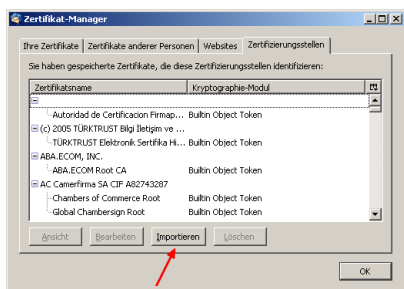 Zertifikat-Manager
Ihre Zertifikate Zertifikate anderer Personen Websites Zertifizierungsstellen
Sie haben gespeicherte Zertifikate, die diese Zertifizierungsstellen identifizieren:
Zertifikatsname Kryptographie-Modul
Autoridad de Certificacion Firmap... Builtin Object Token
(c) 2005 TÜRKTRUST Bilgi İletişim ve ...
TÜRKTRUST Elektronik Sertifika Hi... Builtin Object Token
ABA.ECOM, INC.
ABA.ECOM Root CA Builtin Object Token
AC Camerfirma SA CIF A82743287
Chambers of Commerce Root Builtin Object Token
Global Chambersign Root Builtin Object Token
Ansicht Bearbeiten Importieren Löschen
OK